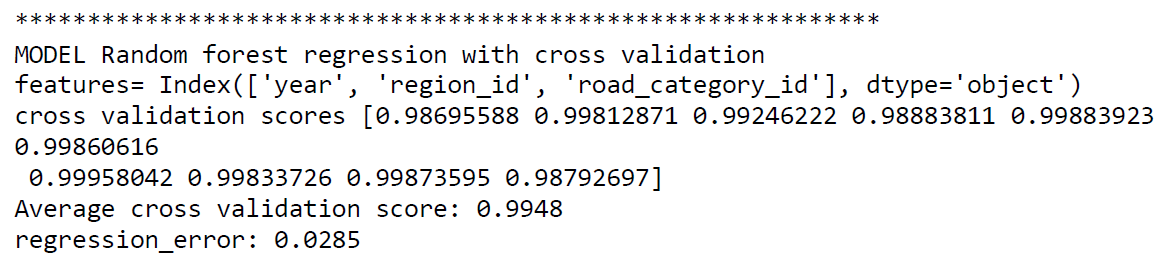 ************************************************************
MODEL Random forest regression with cross validation
features= Index(['year', 'region_id', 'road_category_id'], dtype='object')
cross validation scores [0.98695588 0.99812871 0.99246222 0.98883811 0.99883923
0.99860616
 0.99958042 0.99833726 0.99873595 0.98792697]
Average cross validation score: 0.9948
regression_error: 0.0285